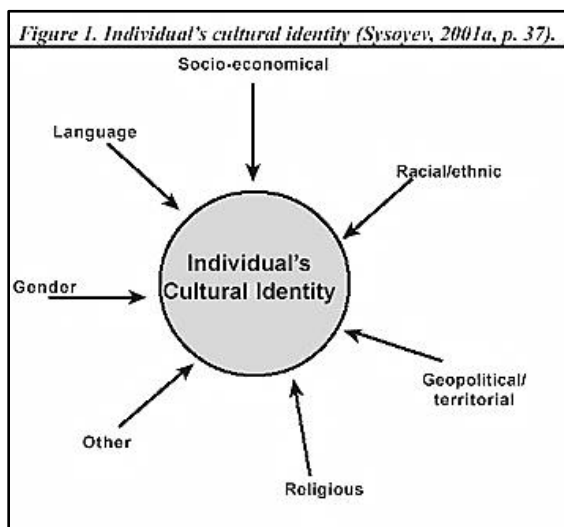 Figure 1. Individual's cultural identity (Sysoyev, 2001a, p. 37).
Socio-economical
Language
Racial/ethnic
Individual's
Cultural Identity
Gender
Geopolitical/
territorial
Other
Religious